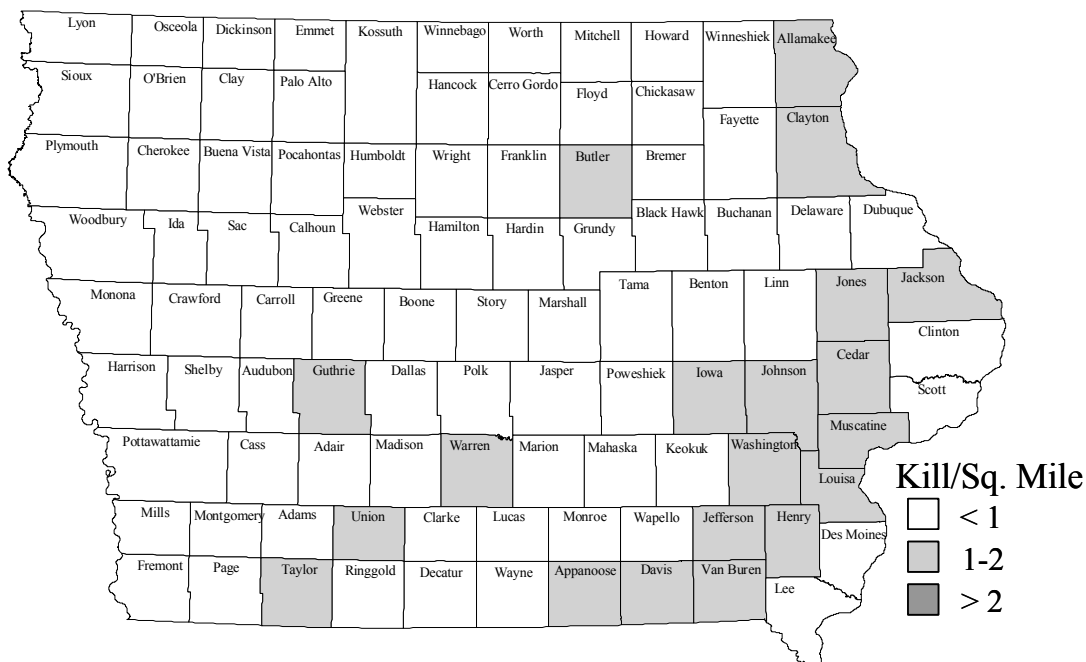 Lyon
Osceola
Dickinson
Emmet
Kossuth
Winnebago
Worth
Mitchell
Howard
Winneshiek
Allamakee
Sioux
O'Brien
Clay
Palo Alto
Hancock
Cerro Gordo
Floyd
Chickasaw
Fayette
Clayton
Plymouth
Cherokee
Buena Vista
Pocahontas
Humboldt
Wright
Franklin
Butler
Bremer
Woodbury
Ida
Sac
Calhoun
Webster
Hamilton
Hardin
Grundy
Black Hawk
Buchanan
Delaware
Dubuque
Monona
Crawford
Carroll
Greene
Boone
Story
Marshall
Tama
Benton
Linn
Jones
Jackson
Clinton
Harrison
Shelby
Audubon
Guthrie
Dallas
Polk
Jasper
Poweshiek
Iowa
Johnson
Cedar
Scott
Pottawattamie
Cass
Adair
Madison
Warren
Marion
Mahaska
Keokuk
Washington
Muscatine
Louisa
Mills
Montgomery
Adams
Union
Clarke
Lucas
Monroe
Wapello
Jefferson
Henry
Des Moines
Fremont
Page
Taylor
Ringgold
Decatur
Wayne
Appanoose
Davis
Van Buren
Lee
Kill/Sq. Mile
< 1
1-2
> 2